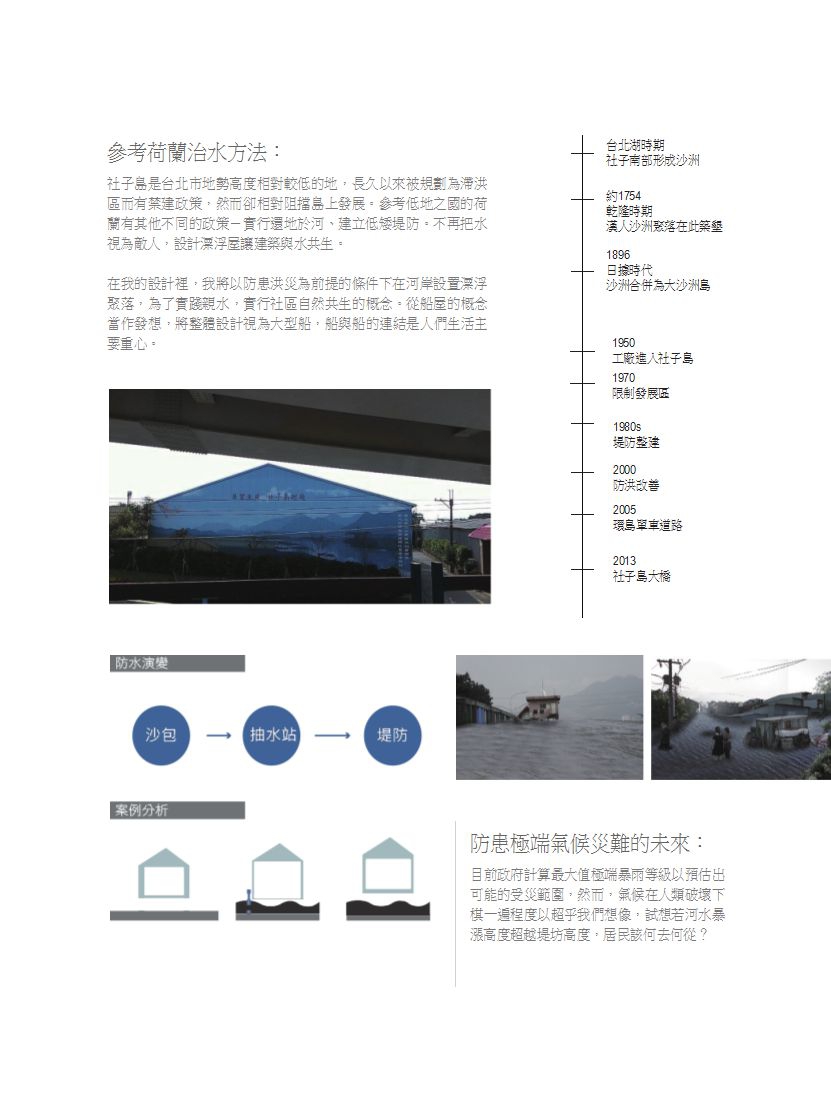 參考荷蘭治水方法：
社子島是台北市地勢高度相對較低的地，長久以來被規劃為滯洪
區而有禁建政策，然而卻相對阻擋島上發展。參考低地之國的荷
蘭有其他不同的政策－實行還地於河、建立低矮堤防。不再把水
視為敵人，設計漂浮屋讓建築與水共生。
在我的設計裡，我將以防患洪災為前提的條件下在河岸設置漂浮
聚落，為了實踐親水，實行社區自然共生的概念。從船屋的概念
當作發想，將整體設計視為大型船，船與船的連結是人們生活主
要重心。
台北湖時期
社子南部形成沙洲
約1754
乾隆時期
漢人沙洲聚落在此築墾
1896
日據時代
沙洲合併為大沙洲島
1950
工廠進入社子島
1970
限制發展區
1980s
堤防整建
2000
防洪改善
2005
環島單車道路
2013
社子島大橋
防水演變
沙包
抽水站
堤防
案例分析
防患極端氣候災難的未來：
目前政府計算最大值極端暴雨等級以預估出
可能的受災範圍，然而，氣候在人類破壞下
棋一遍程度以超乎我們想像，試想若河水暴
漲高度超越堤坊高度，居民該何去何從？